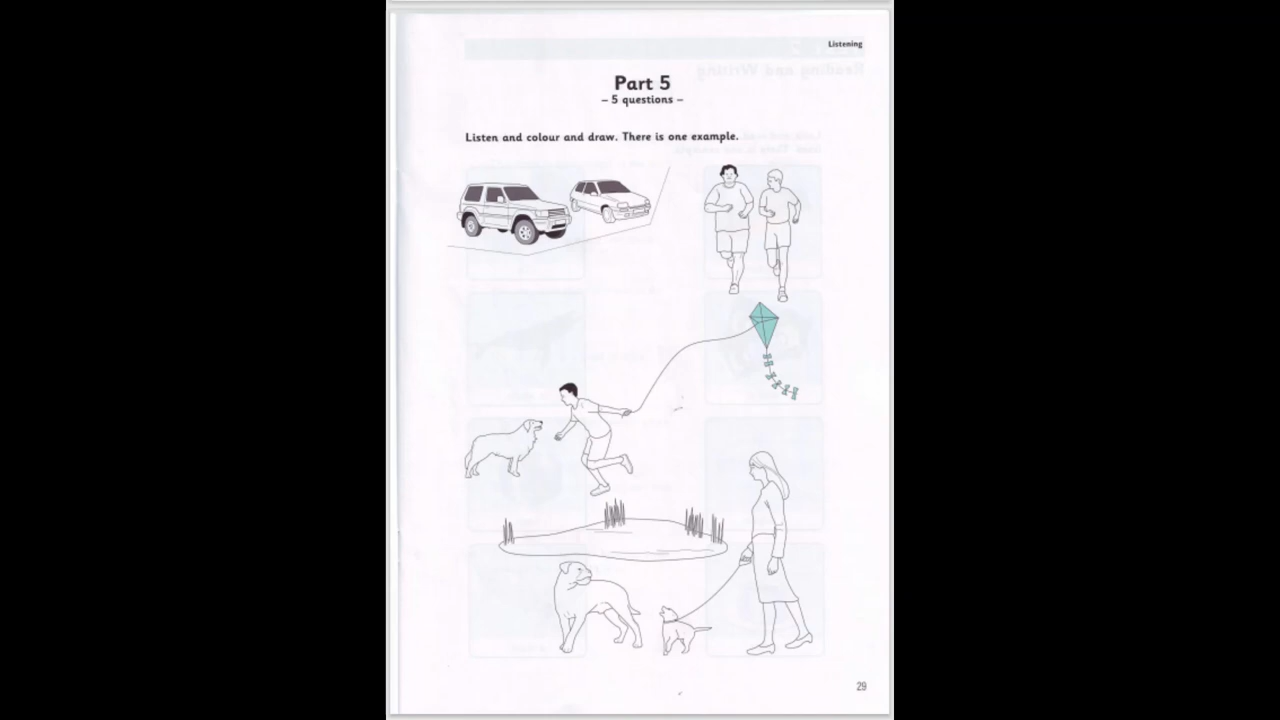 Listening
Part 5
– 5 questions –
Listen and colour and draw. There is one example.
29